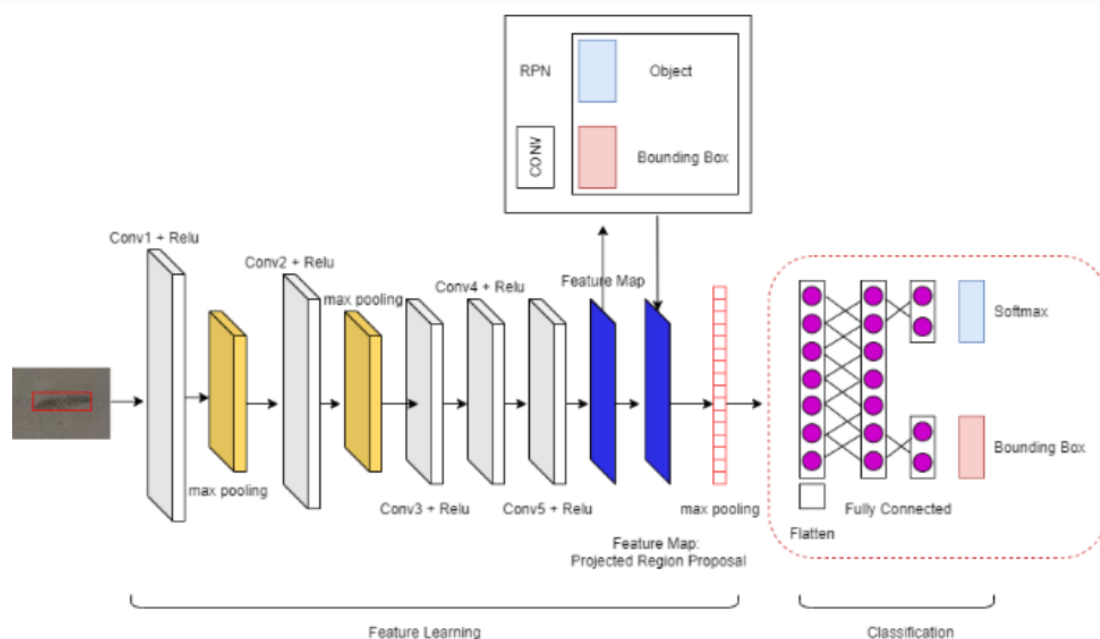 RPN
Object
CONV
Bounding Box
Conv1 + Relu
Conv2 + Relu
Conv4 + Relu
Feature Map
max pooling
max pooling
Conv3 + Relu
Conv5 + Relu
max pooling
Feature Map:
Projected Region Proposal
Softmax
Bounding Box
Fully Connected
Flatten
Feature Learning
Classification